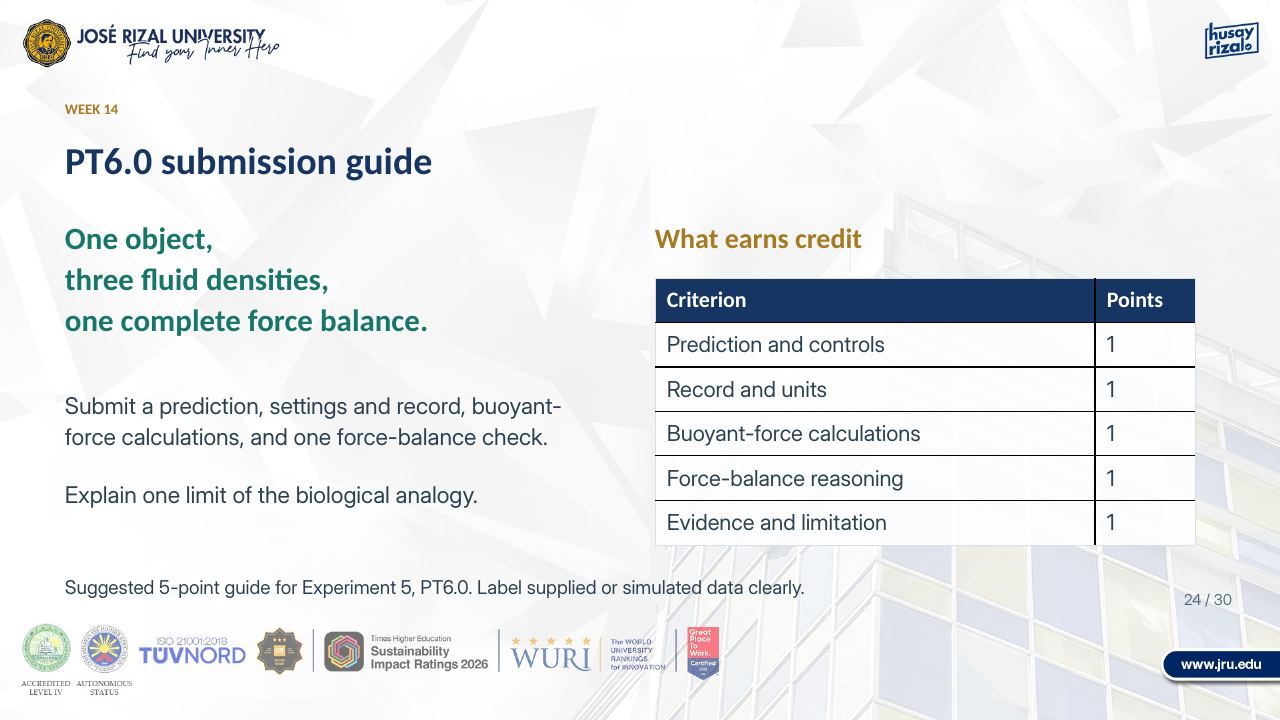 JOSÉ RIZAL UNIVERSITY
Find your Inner Hero
husay
rizal
WEEK 14
PT6.0 submission guide
One object,
three fluid densities,
one complete force balance.
Submit a prediction, settings and record, buoyant-
force calculations, and one force-balance check.
Explain one limit of the biological analogy.
What earns credit
Criterion Points
Prediction and controls 1
Record and units 1
Buoyant-force calculations 1
Force-balance reasoning 1
Evidence and limitation 1
Suggested 5-point guide for Experiment 5, PT6.0. Label supplied or simulated data clearly.
24 / 30
ACCREDITED
LEVEL IV
AUTONOMOUS
STATUS
ISO 21001:2018
TÜVNORD
Times Higher Education
Sustainability
Impact Ratings 2026
WURI
The WORLD
UNIVERSITY
RANKINGS
for INNOVATION
Great
Place
To
Work.
Certified
www.jru.edu